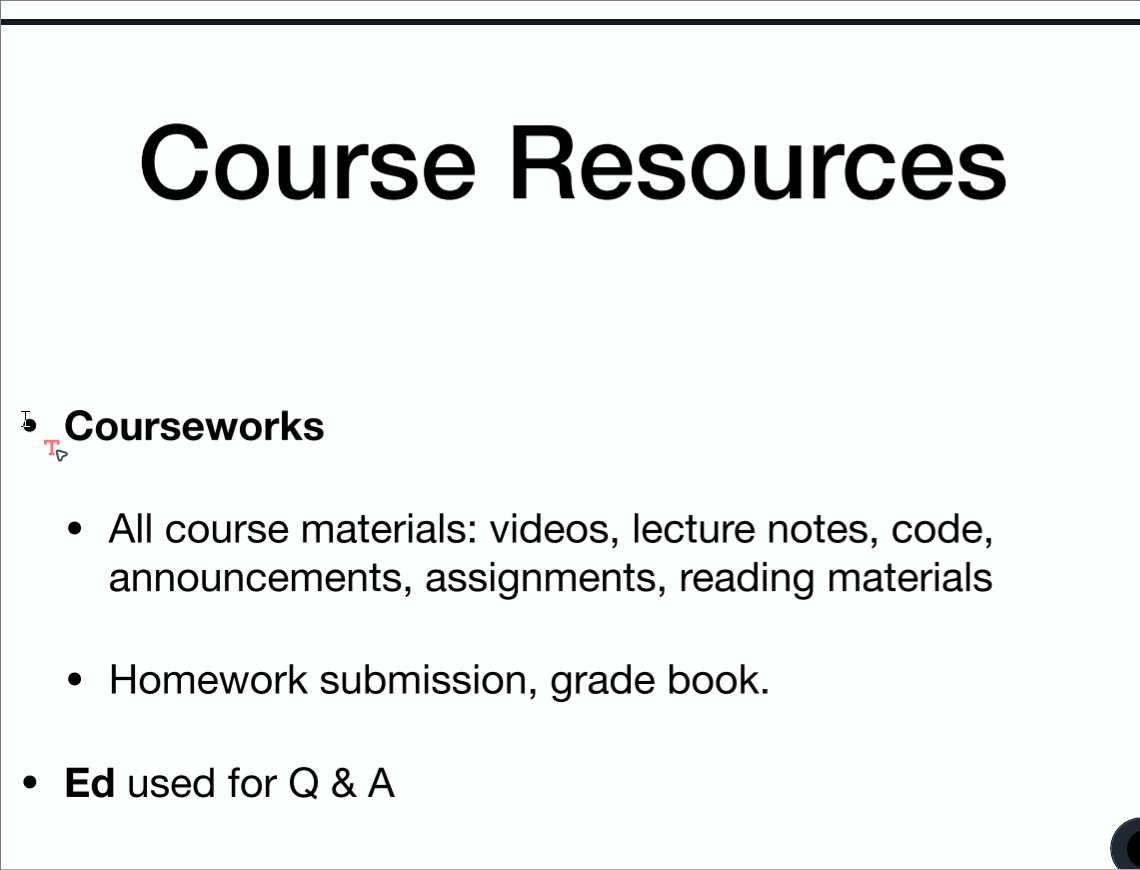 Course Resources
• Courseworks
• All course materials: videos, lecture notes, code,
announcements, assignments, reading materials
• Homework submission, grade book.
• Ed used for Q & A